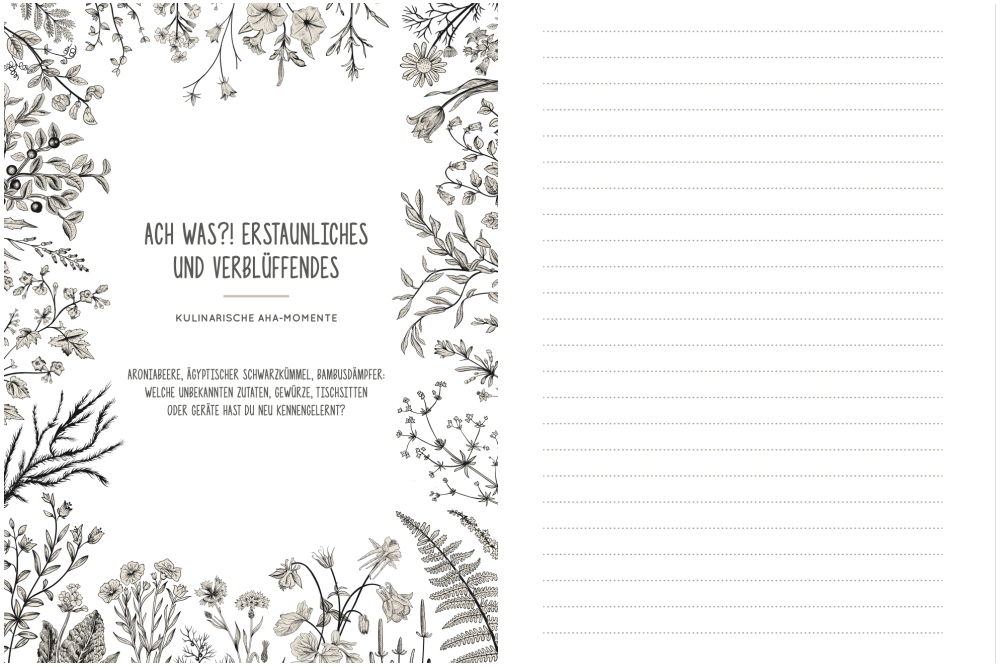 ACH WAS?! ERSTAUNLICHES
UND VERBLÜFFENDES
KULINARISCHE AHA-MOMENTE
ARONIABEERE, ÄGYPTISCHER SCHWARZKÜMMEL, BAMBUSDÄMPFER:
WELCHE UNBEKANNTEN ZUTATEN, GEWÜRZE, TISCHSITTEN
ODER GERÄTE HAST DU NEU KENNENGELERNT?